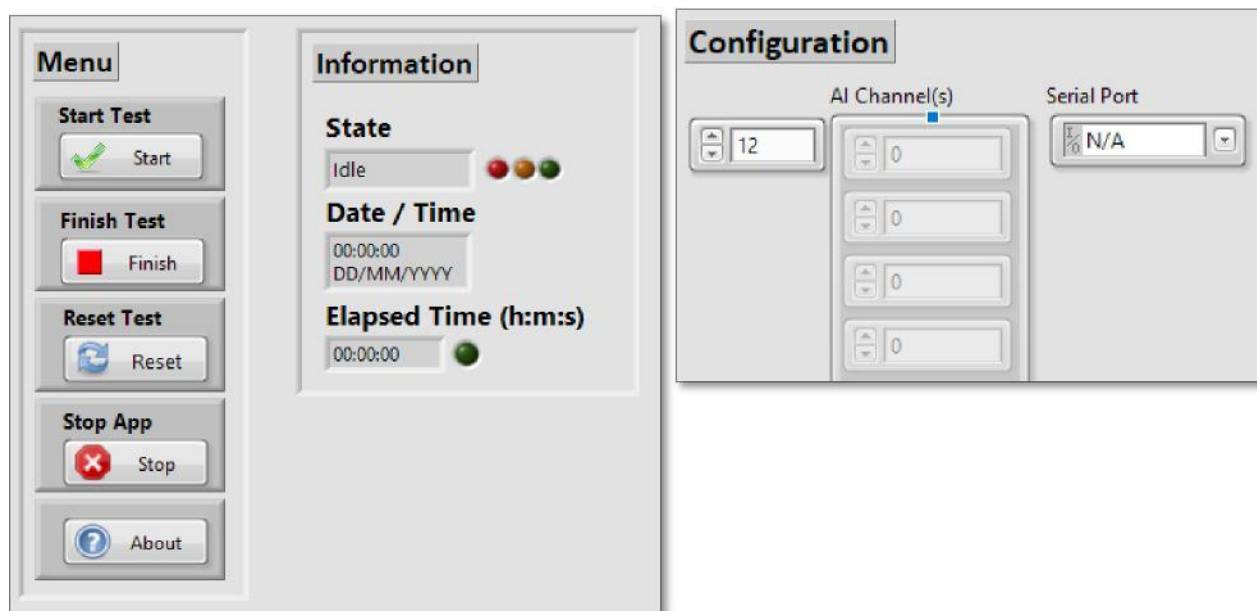 Menu
Start Test
Start
Finish Test
Finish
Reset Test
Reset
Stop App
Stop
About
Information
State
Idle
Date / Time
00:00:00
DD/MM/YYYY
Elapsed Time (h:m:s)
00:00:00
Configuration
AI Channel(s)
Serial Port
12
0
0
0
0
I/O N/A